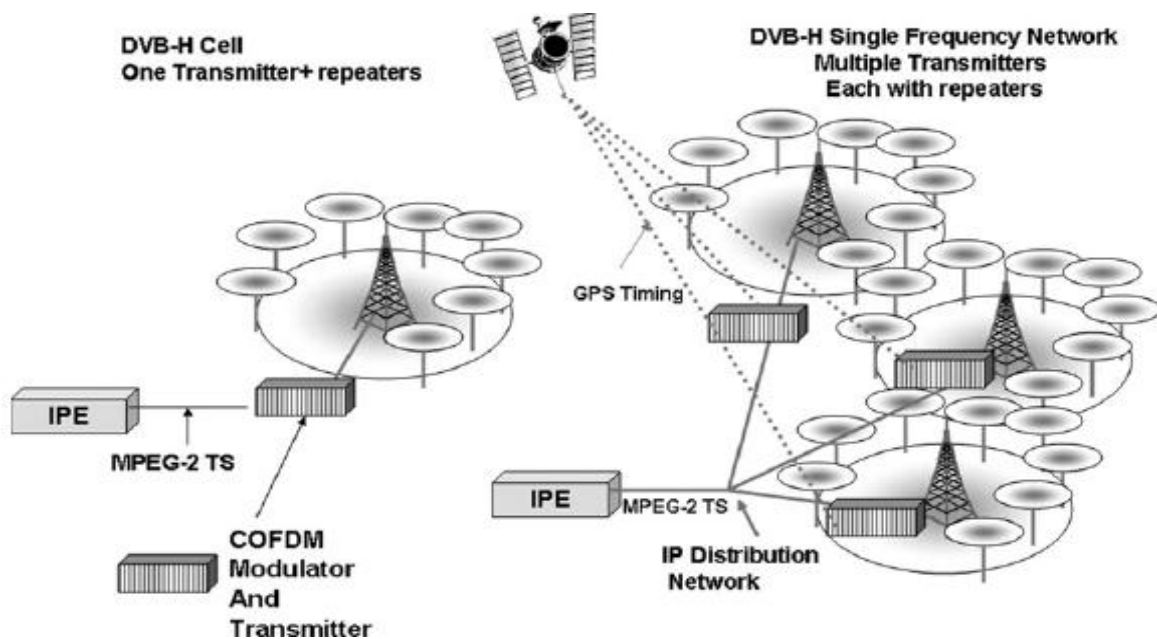 DVB-H Cell
One Transmitter+ repeaters
DVB-H Single Frequency Network
Multiple Transmitters
Each with repeaters
GPS Timing
IPE
MPEG-2 TS
COFDM
Modulator
And
Transmitter
IPE
MPEG-2 TS
IP Distribution
Network